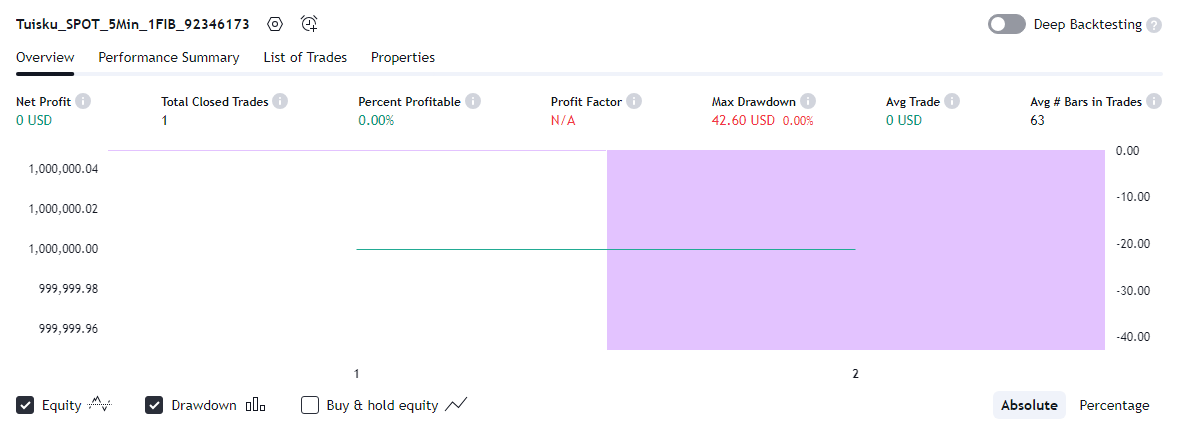 Tuisku_SPOT_5Min_1FIB_92346173
Deep Backtesting ?
Overview Performance Summary List of Trades Properties
Net Profit Total Closed Trades Percent Profitable Profit Factor Max Drawdown Avg Trade Avg # Bars in Trades
0 USD 1 0.00% N/A 42.60 USD 0.00% 0 USD 63
1,000,000.04
1,000,000.02
1,000,000.00
999,999.98
999,999.96
0.00
-10.00
-20.00
-30.00
-40.00
1 2
Equity Drawdown Buy & hold equity Absolute Percentage